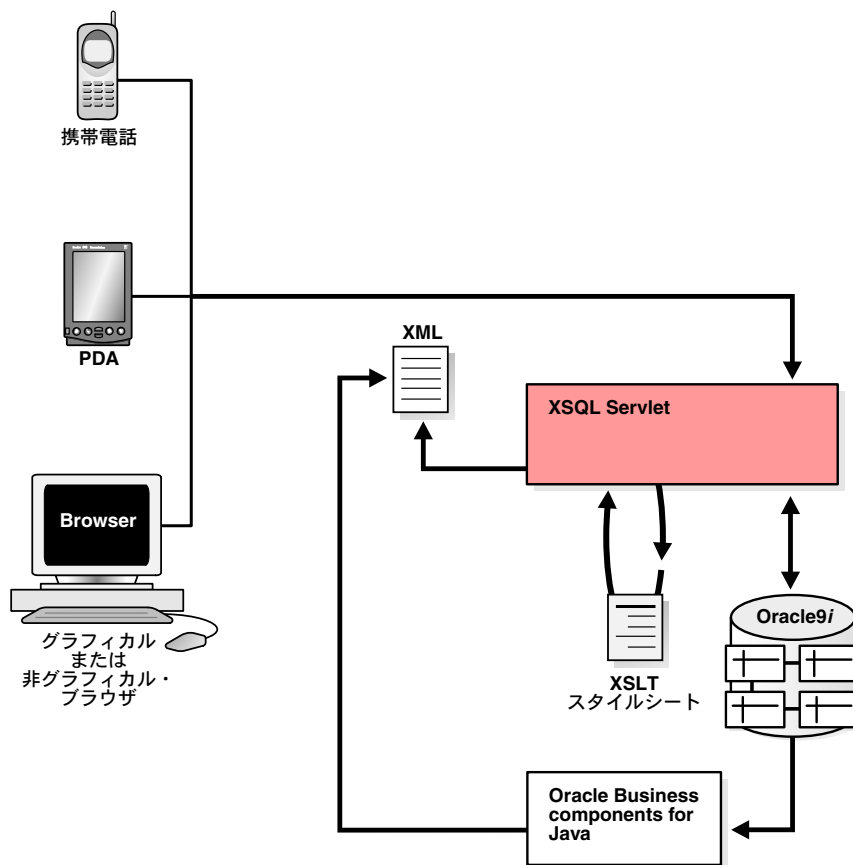 携帯電話
PDA
XML
XSQL Servlet
Browser
グラフィカル
または
非グラフィカル・
ブラウザ
XSLT
スタイルシート
Oracle9i
Oracle Business
components for
Java